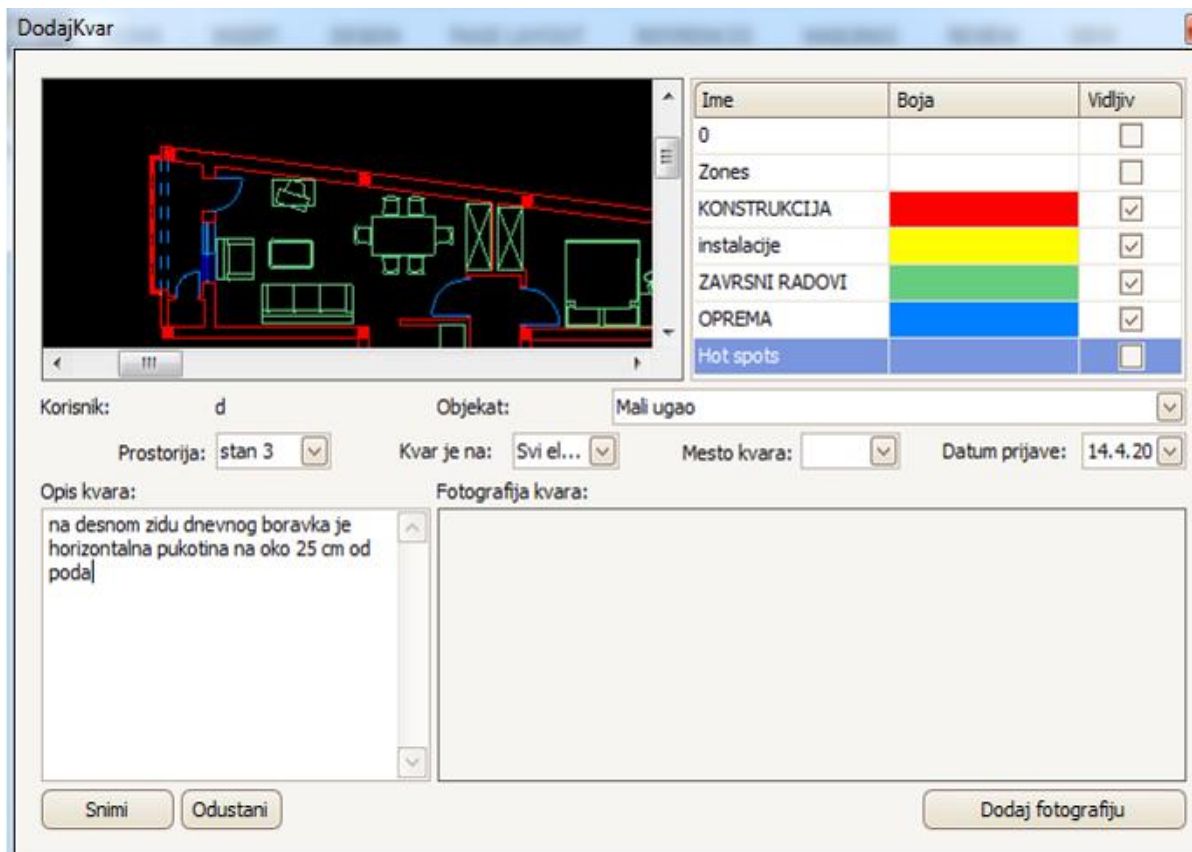 DodajKvar
Ime Boja Vidljiv
0
Zones
KONSTRUKCIJA
instalacije
ZAVRSNI RADOVI
OPREMA
Hot spots
Korisnik: d Objekat: Mali ugao
Prostorija: stan 3 Kvar je na: Svi el... Mesto kvara: Datum prijave: 14.4.20
Opis kvara: Fotografija kvara:
na desnom zidu dnevnog boravka je
horizontalna pukotina na oko 25 cm od
poda
Snimi Odustani Dodaj fotografiju